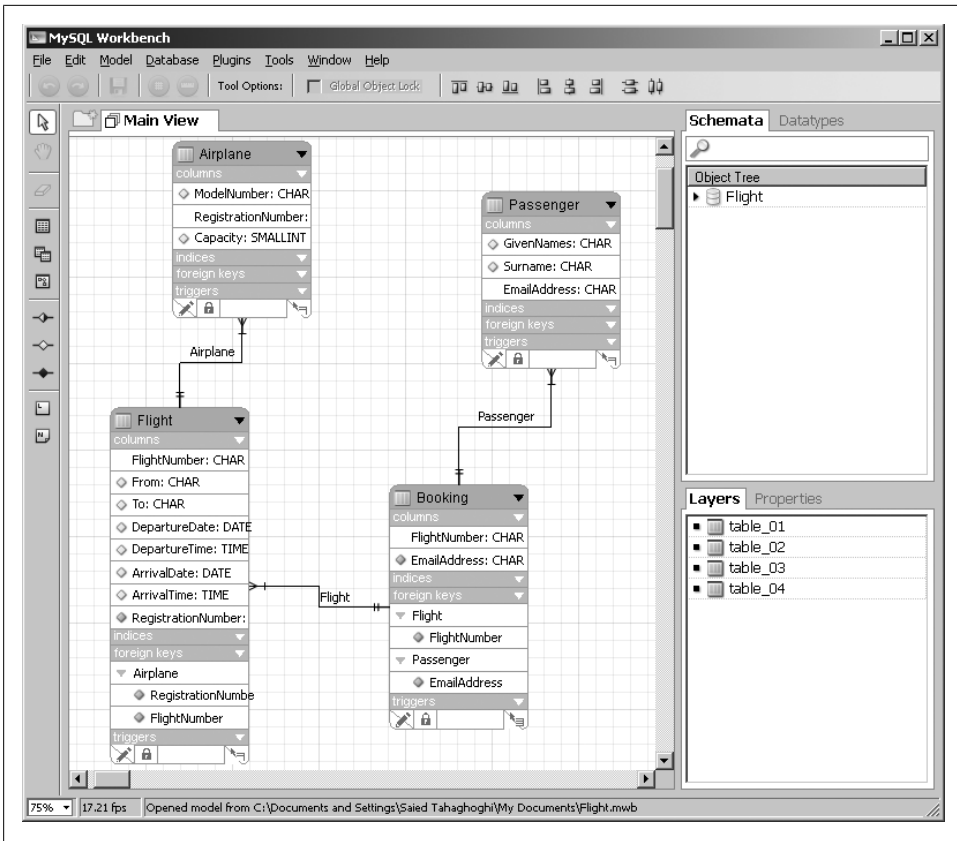 MySQL Workbench
File Edit Model Database Plugins Tools Window Help
Tool Options: Global Object Lock
Main View
Airplane
columns
ModelNumber: CHAR
RegistrationNumber:
Capacity: SMALLINT
indices
foreign keys
triggers
Airplane
Passenger
columns
GivenNames: CHAR
Surname: CHAR
EmailAddress: CHAR
indices
foreign keys
triggers
Passenger
Flight
columns
FlightNumber: CHAR
From: CHAR
To: CHAR
DepartureDate: DATE
DepartureTime: TIME
ArrivalDate: DATE
ArrivalTime: TIME
RegistrationNumber:
indices
foreign keys
Airplane
RegistrationNumbe
FlightNumber
triggers
Flight
Booking
columns
FlightNumber: CHAR
EmailAddress: CHAR
indices
foreign keys
Flight
FlightNumber
Passenger
EmailAddress
triggers
Schemata Datatypes
Object Tree
Flight
Layers Properties
table_01
table_02
table_03
table_04
75% 17.21 fps Opened model from C:\Documents and Settings\Saied Tahaghoghi\My Documents\Flight.mwb